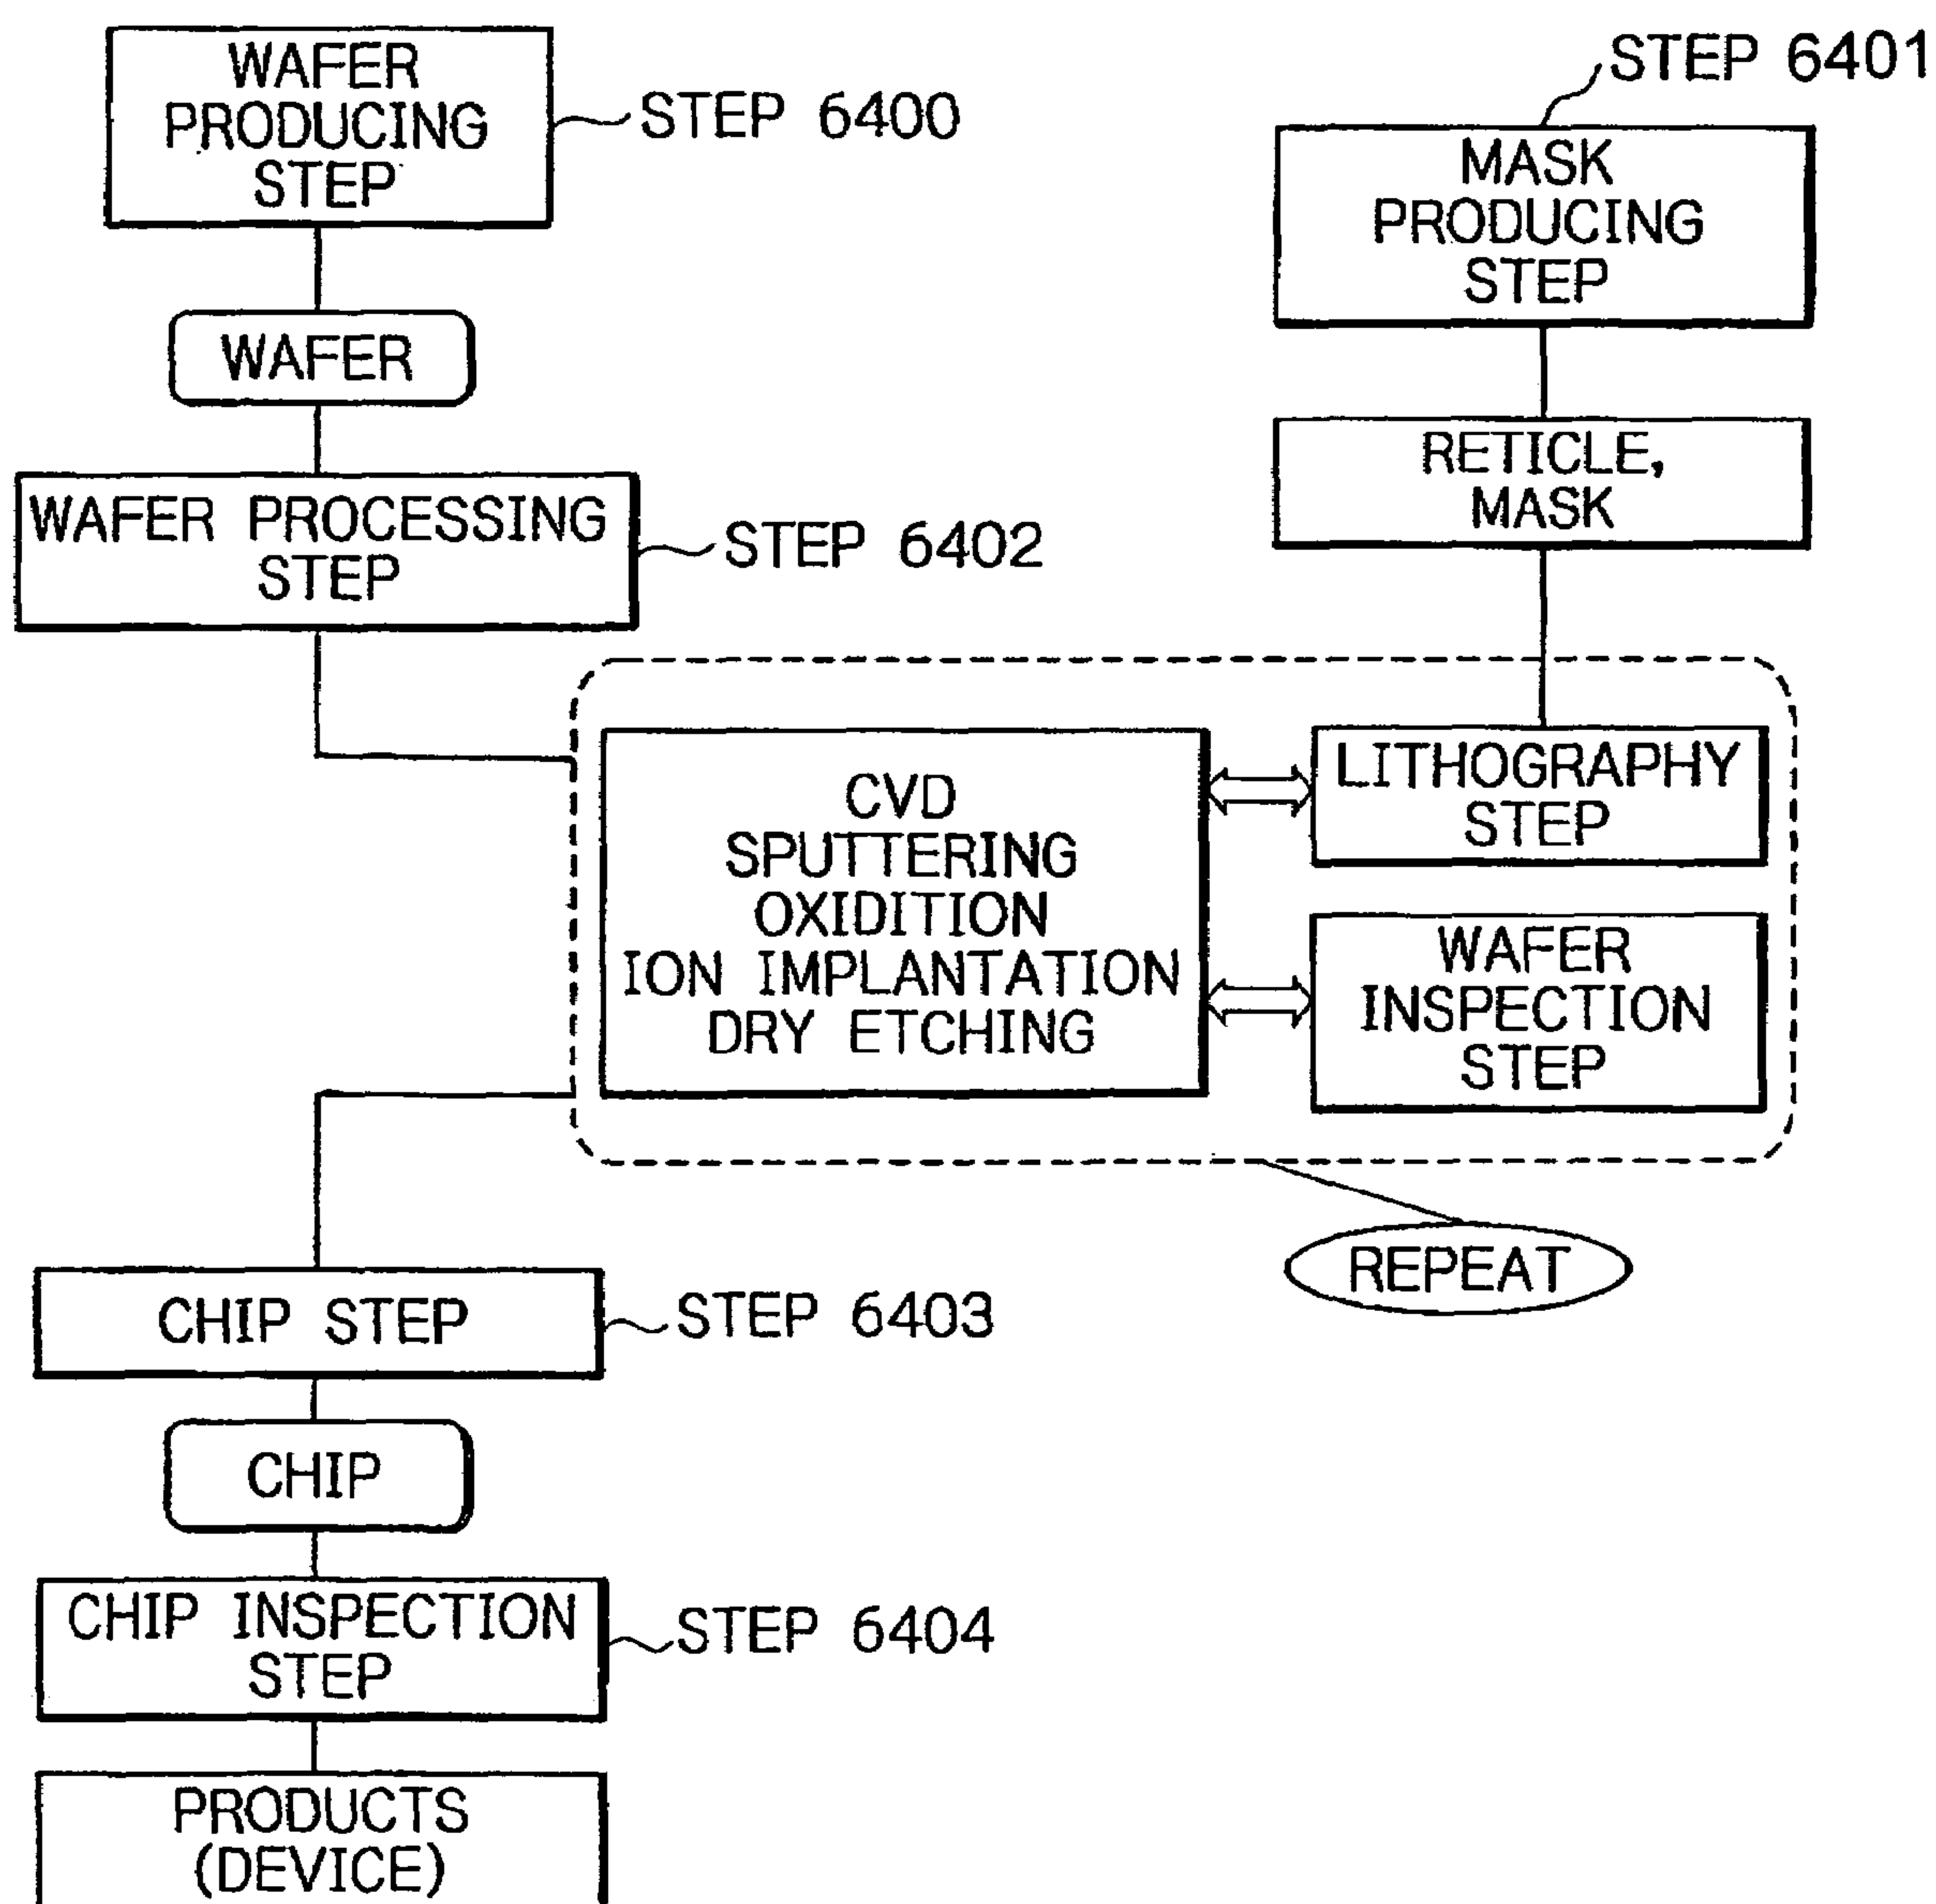 WAFER
PRODUCING
STEP
STEP 6400
STEP 6401
MASK
PRODUCING
STEP
WAFER
RETICLE,
MASK
WAFER PROCESSING
STEP
STEP 6402
CVD
SPUTTERING
OXIDITION
ION IMPLANTATION
DRY ETCHING
LITHOGRAPHY
STEP
WAFER
INSPECTION
STEP
REPEAT
CHIP STEP
STEP 6403
CHIP
CHIP INSPECTION
STEP
STEP 6404
PRODUCTS
(DEVICE)